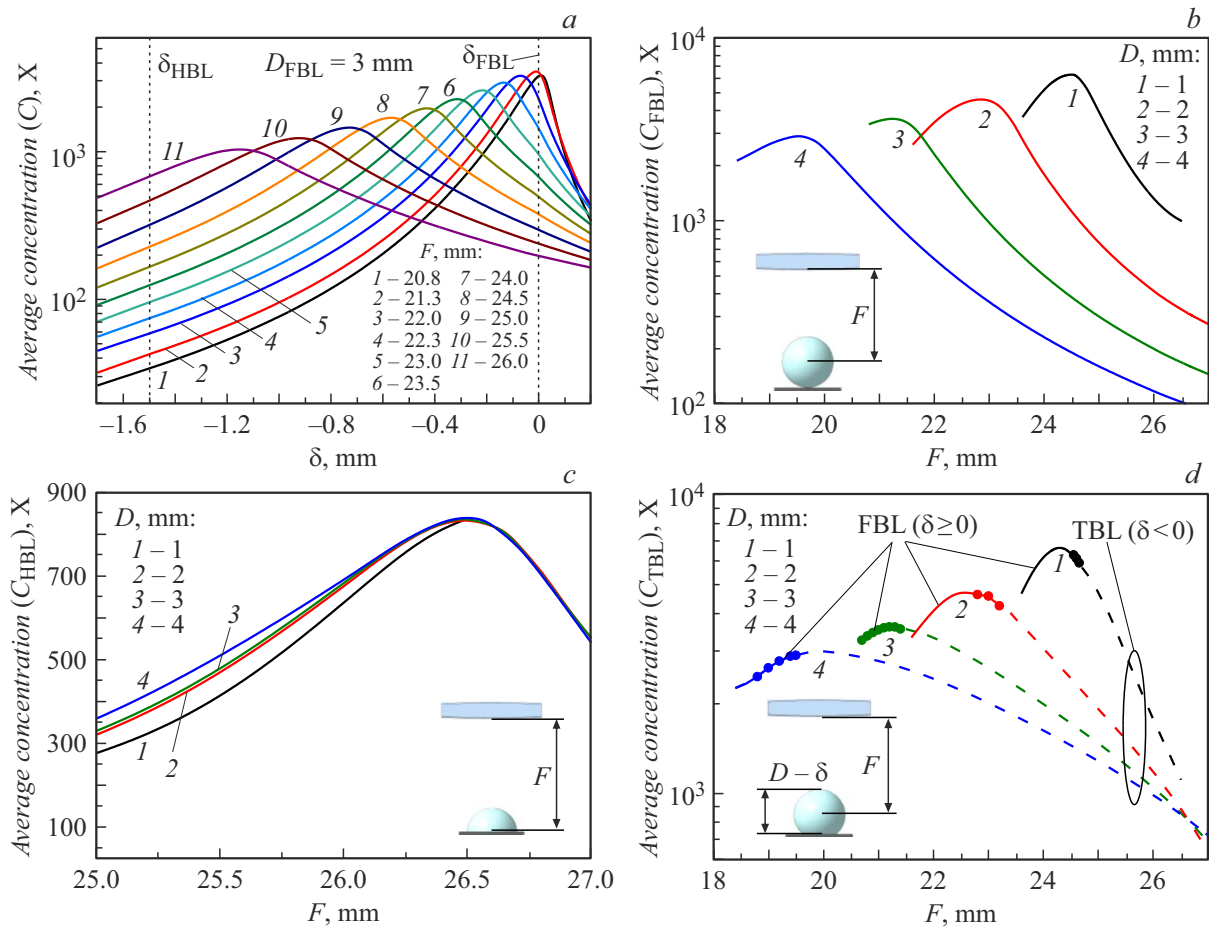 a
Average concentration (C), X
10³
10²
δHBL
D_FBL = 3 mm
δFBL
11
10
9
8
7
6
1
2
3
4
5
F, mm:
1 – 20.8 7 – 24.0
2 – 21.3 8 – 24.5
3 – 22.0 9 – 25.0
4 – 22.3 10 – 25.5
5 – 23.0 11 – 26.0
6 – 23.5
–1.6 –1.2 –0.8 –0.4 0
δ, mm
b
Average concentration (C_FBL), X
10⁴
10³
10²
D, mm:
1 – 1
2 – 2
3 – 3
4 – 4
1
2
3
4
F
18 20 22 24 26
F, mm
c
Average concentration (C_HBL), X
900
700
500
300
100
D, mm:
1 – 1
2 – 2
3 – 3
4 – 4
3
4
1
2
F
25.0 25.5 26.0 26.5 27.0
F, mm
d
Average concentration (C_TBL), X
10⁴
10³
D, mm:
1 – 1
2 – 2
3 – 3
4 – 4
FBL (δ ≥ 0)
TBL (δ < 0)
1
2
3
4
D – δ
F
18 20 22 24 26
F, mm